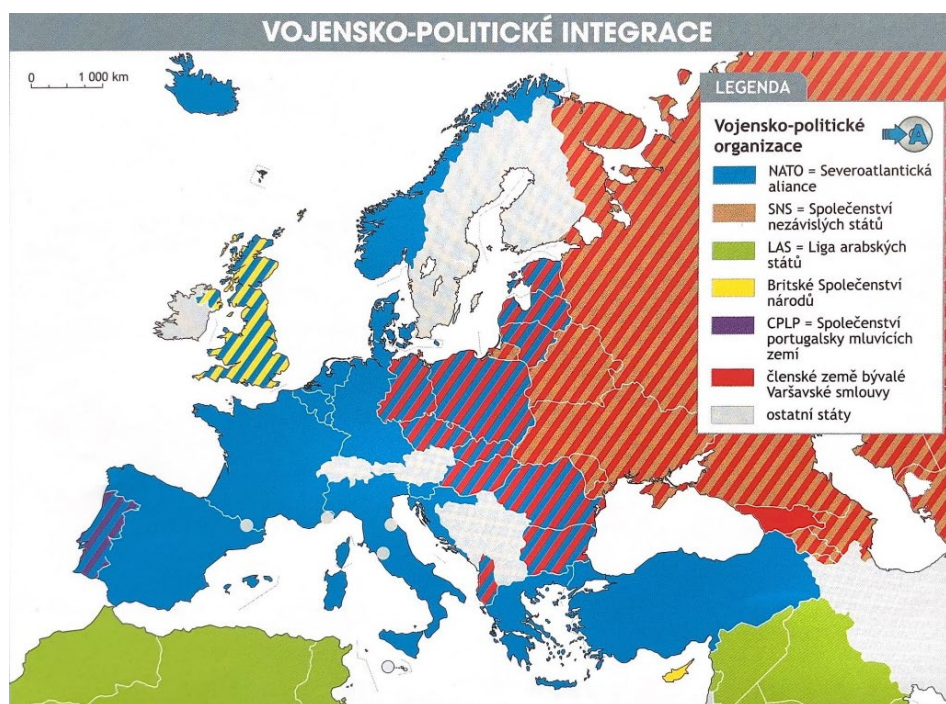 VOJENSKO-POLITICKÉ INTEGRACE
0 1 000 km
LEGENDA
Vojensko-politické
organizace
A
NATO = Severoatlantická
aliance
SNS = Společenství
nezávislých států
LAS = Liga arabských
států
Britské Společenství
národů
CPLP = Společenství
portugalsky mluvících
zemí
členské země bývalé
Varšavské smlouvy
ostatní státy